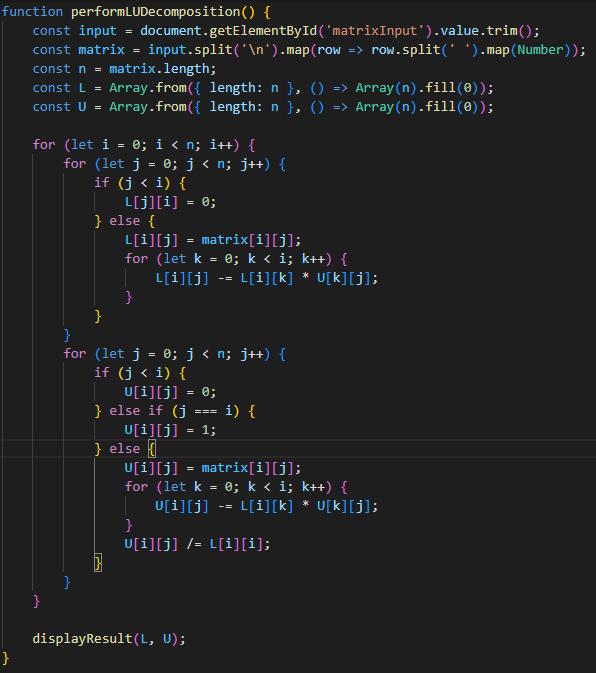 function performLUDecomposition() {
    const input = document.getElementById('matrixInput').value.trim();
    const matrix = input.split('\n').map(row => row.split(' ').map(Number));
    const n = matrix.length;
    const L = Array.from({ length: n }, () => Array(n).fill(0));
    const U = Array.from({ length: n }, () => Array(n).fill(0));

    for (let i = 0; i < n; i++) {
        for (let j = 0; j < n; j++) {
            if (j < i) {
                L[j][i] = 0;
            } else {
                L[i][j] = matrix[i][j];
                for (let k = 0; k < i; k++) {
                    L[i][j] -= L[i][k] * U[k][j];
                }
            }
        }
        for (let j = 0; j < n; j++) {
            if (j < i) {
                U[i][j] = 0;
            } else if (j === i) {
                U[i][j] = 1;
            } else {
                U[i][j] = matrix[i][j];
                for (let k = 0; k < i; k++) {
                    U[i][j] -= L[i][k] * U[k][j];
                }
                U[i][j] /= L[i][i];
            }
        }
    }

    displayResult(L, U);
}